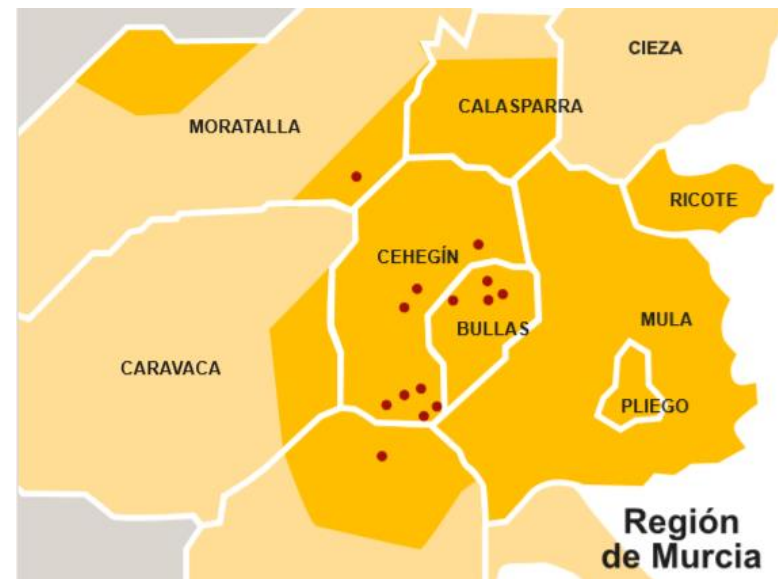 CIEZA
CALASPARRA
MORATALLA
RICOTE
CEHEGÍN
MULA
BULLAS
CARAVACA
PLIEGO
Región
de Murcia